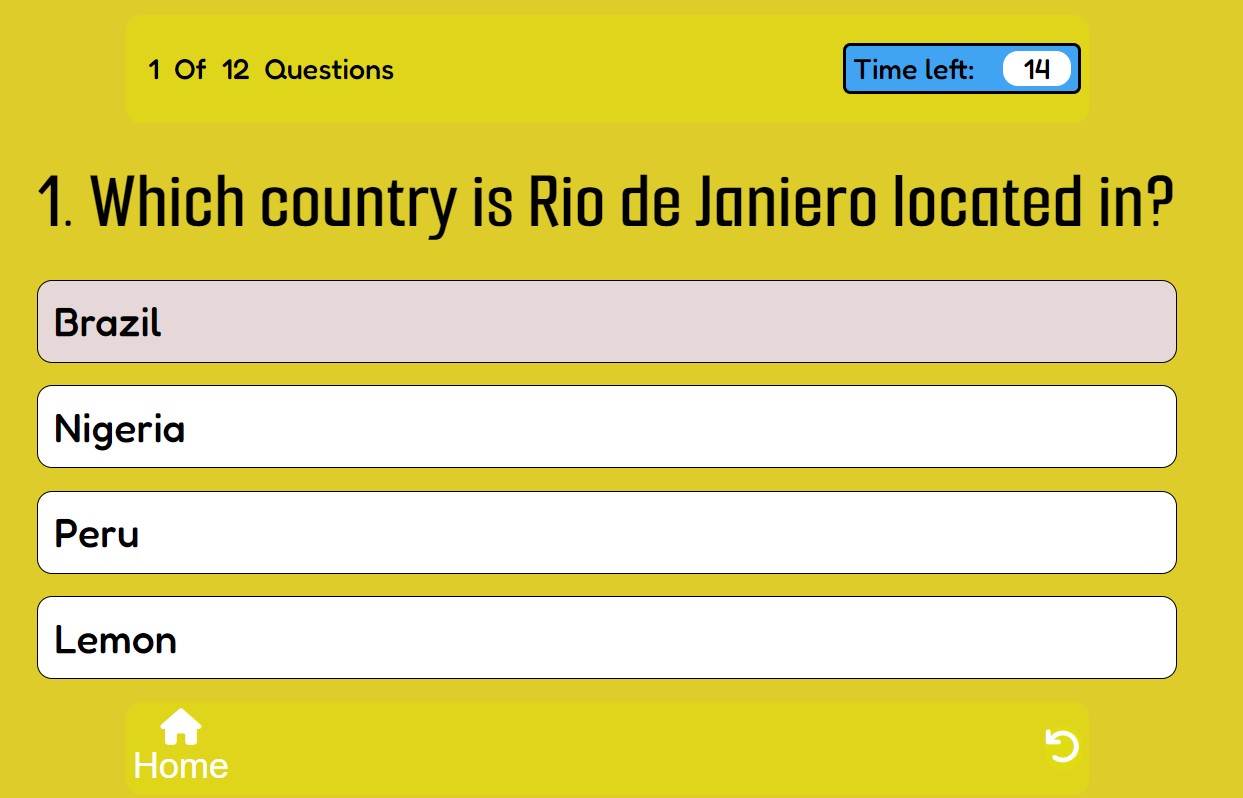 1 Of 12 Questions
Time left: 14
1. Which country is Rio de Janiero located in?
Brazil
Nigeria
Peru
Lemon
Home